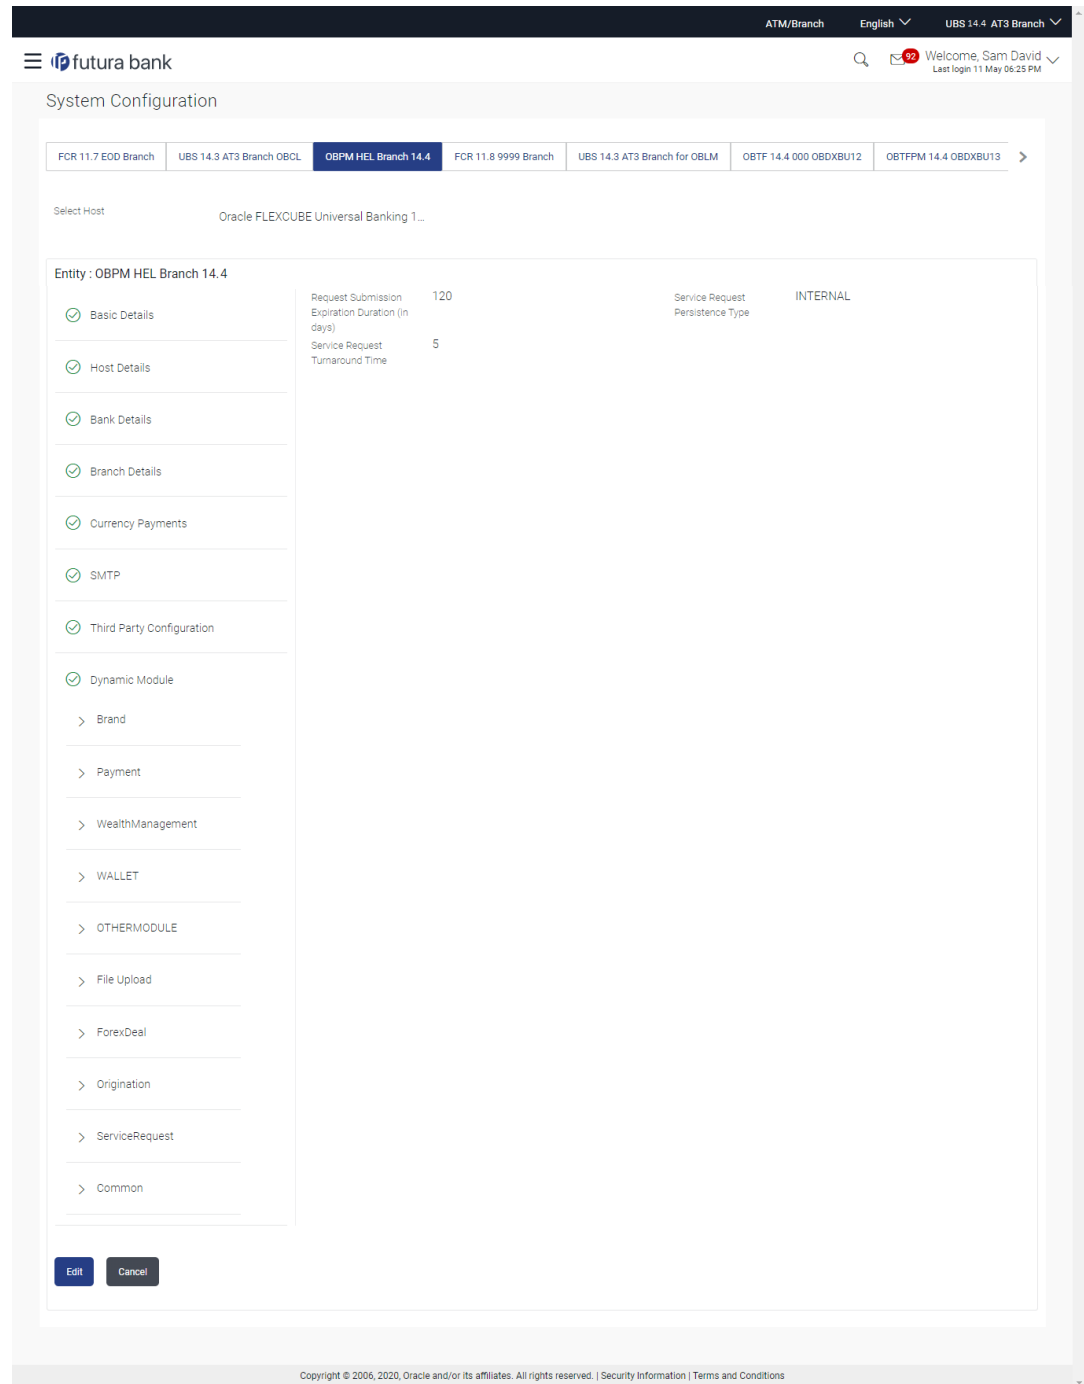 ATM/Branch English UBS 14.4 AT3 Branch
futura bank 92 Welcome, Sam David
Last login 11 May 06:25 PM
System Configuration
FCR 11.7 EOD Branch UBS 14.3 AT3 Branch OBCL OBPM HEL Branch 14.4 FCR 11.8 9999 Branch UBS 14.3 AT3 Branch for OBLM OBTF 14.4 000 OBDXBU12 OBTFPM 14.4 OBDXBU13
Select Host Oracle FLEXCUBE Universal Banking 1...
Entity : OBPM HEL Branch 14.4
Basic Details
Host Details
Bank Details
Branch Details
Currency Payments
SMTP
Third Party Configuration
Dynamic Module
Brand
Payment
WealthManagement
WALLET
OTHERMODULE
File Upload
ForexDeal
Origination
ServiceRequest
Common
Request Submission 120
Expiration Duration (in
days)
Service Request 5
Turnaround Time
Service Request INTERNAL
Persistence Type
Edit Cancel
Copyright © 2006, 2020, Oracle and/or its affiliates. All rights reserved. | Security Information | Terms and Conditions